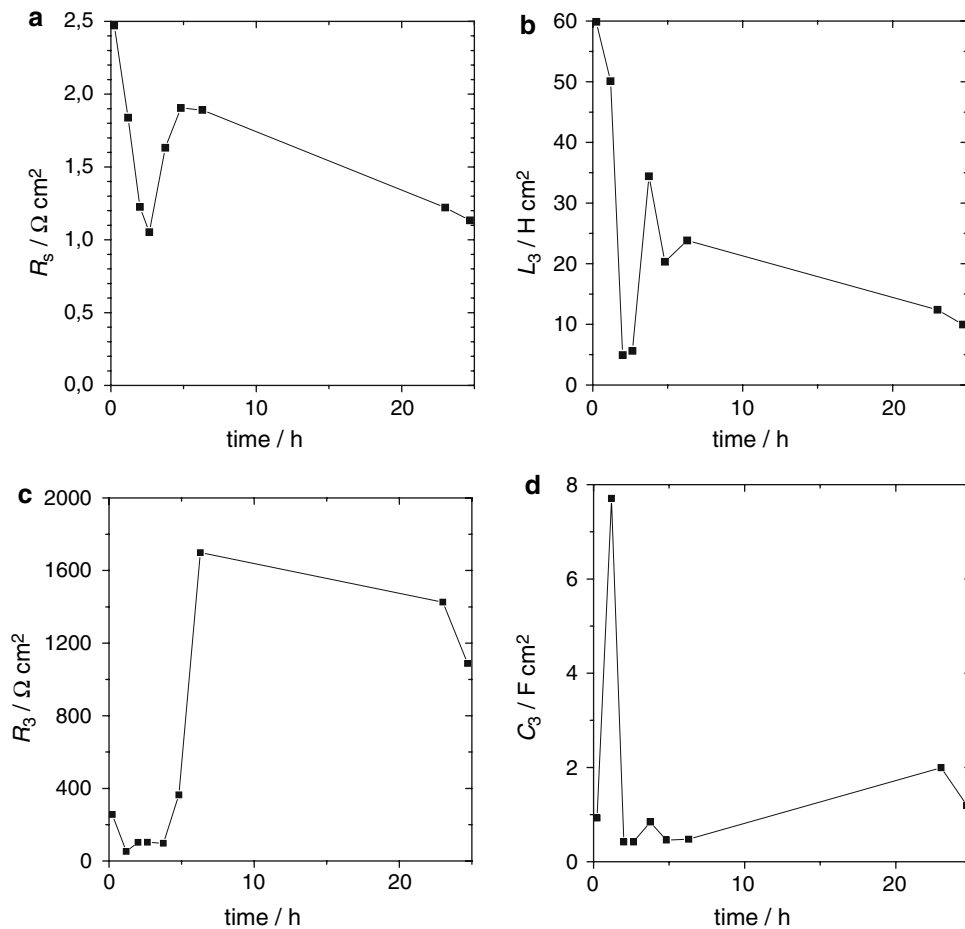 a
2,5
2,0
1,5
1,0
0,5
0,0
R_s / Ω cm²
0 10 20
time / h
b
60
50
40
30
20
10
0
L_3 / H cm²
0 10 20
time / h
c
2000
1600
1200
800
400
0
R_3 / Ω cm²
0 10 20
time / h
d
8
6
4
2
0
C_3 / F cm²
0 10 20
time / h